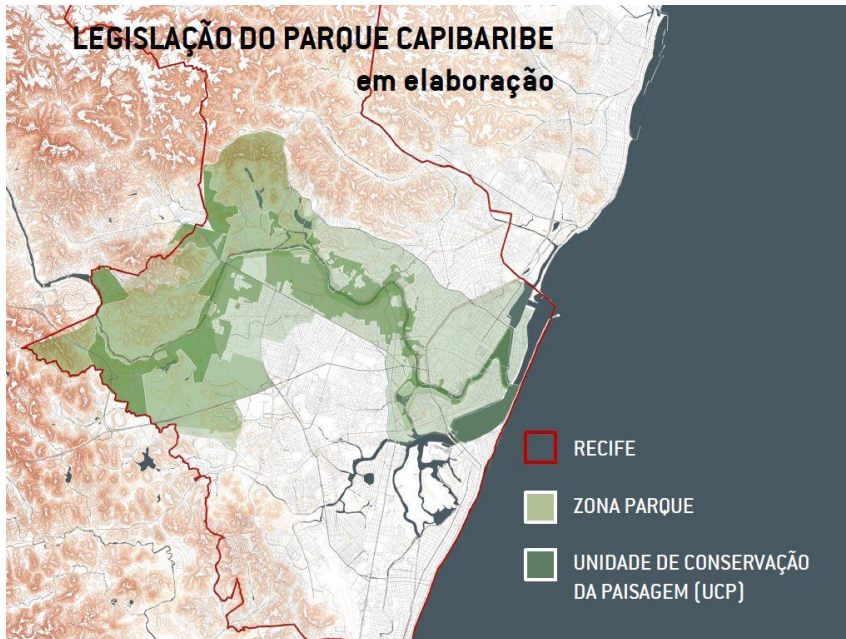 LEGISLAÇÃO DO PARQUE CAPIBARIBE
em elaboração
RECIFE
ZONA PARQUE
UNIDADE DE CONSERVAÇÃO
DA PAISAGEM (UCP)